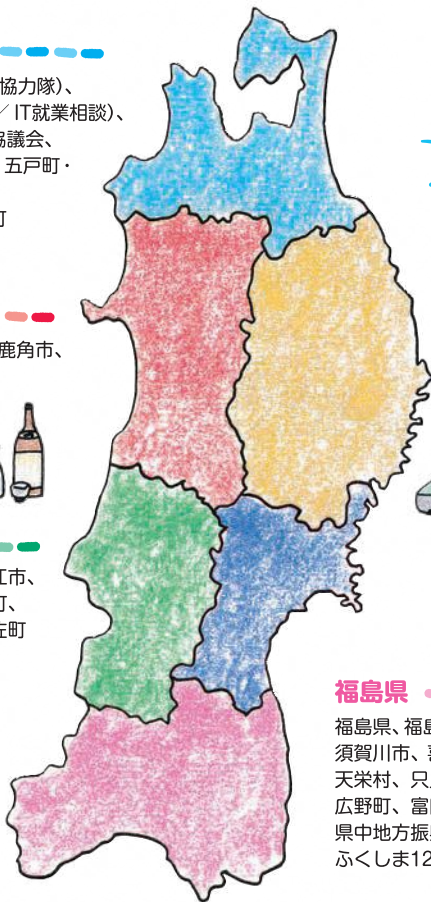 協力隊)、
／IT就業相談)、
協議会、
五戸町・
町
鹿角市、
江市、
町、
佐町
福島県
福島県、福島
須賀川市、
天栄村、只
広野町、富
県中地方振
ふくしま12